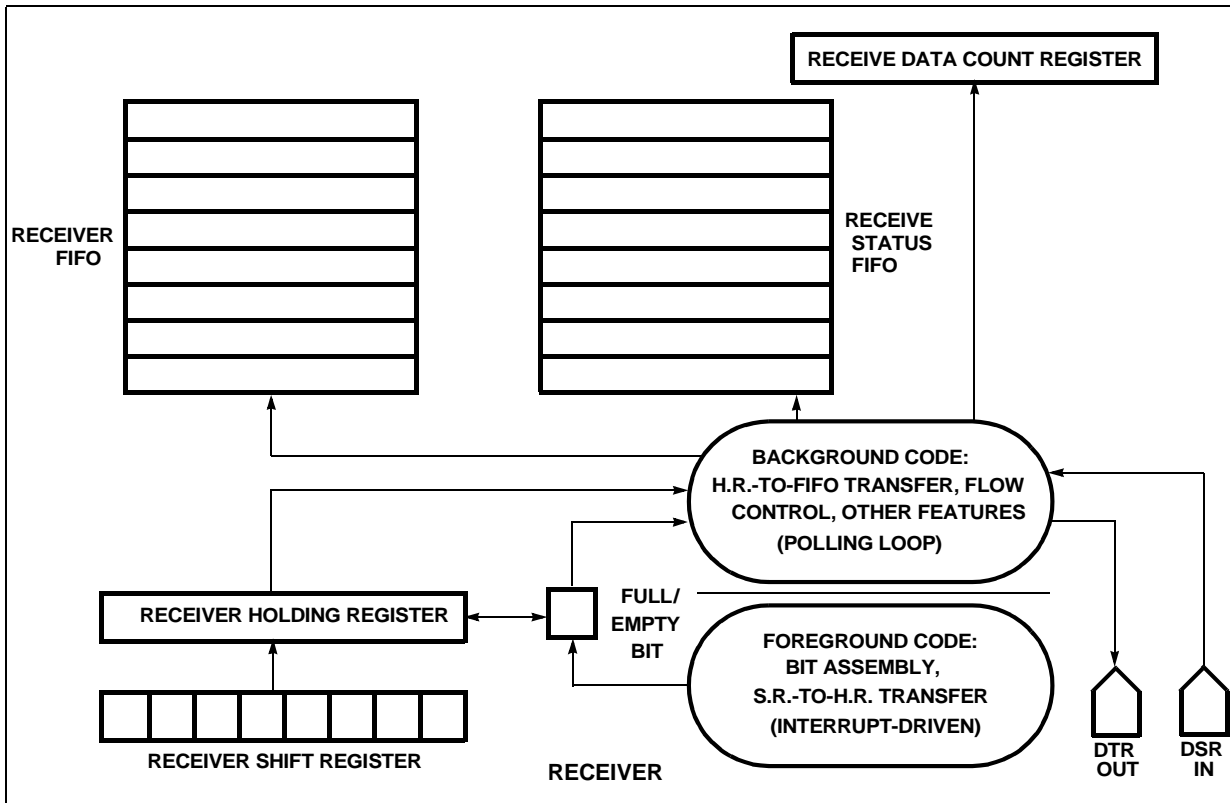 RECEIVE DATA COUNT REGISTER
RECEIVER
FIFO
RECEIVE
STATUS
FIFO
BACKGROUND CODE:
H.R.-TO-FIFO TRANSFER, FLOW
CONTROL, OTHER FEATURES
(POLLING LOOP)
RECEIVER HOLDING REGISTER
FULL/
EMPTY
BIT
FOREGROUND CODE:
BIT ASSEMBLY,
S.R.-TO-H.R. TRANSFER
(INTERRUPT-DRIVEN)
RECEIVER SHIFT REGISTER
DTR
OUT
DSR
IN
RECEIVER